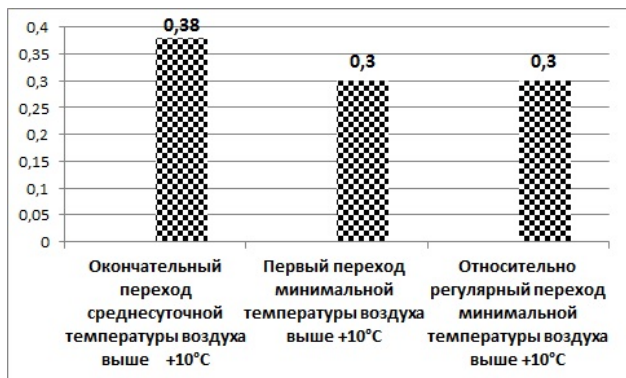 0,4
0,35
0,3
0,25
0,2
0,15
0,1
0,05
0
0,38
0,3
0,3
Окончательный
переход
среднесуточной
температуры воздуха
выше +10°С
Первый переход
минимальной
температуры воздуха
выше +10°С
Относительно
регулярный переход
минимальной
температуры воздуха
выше +10°С